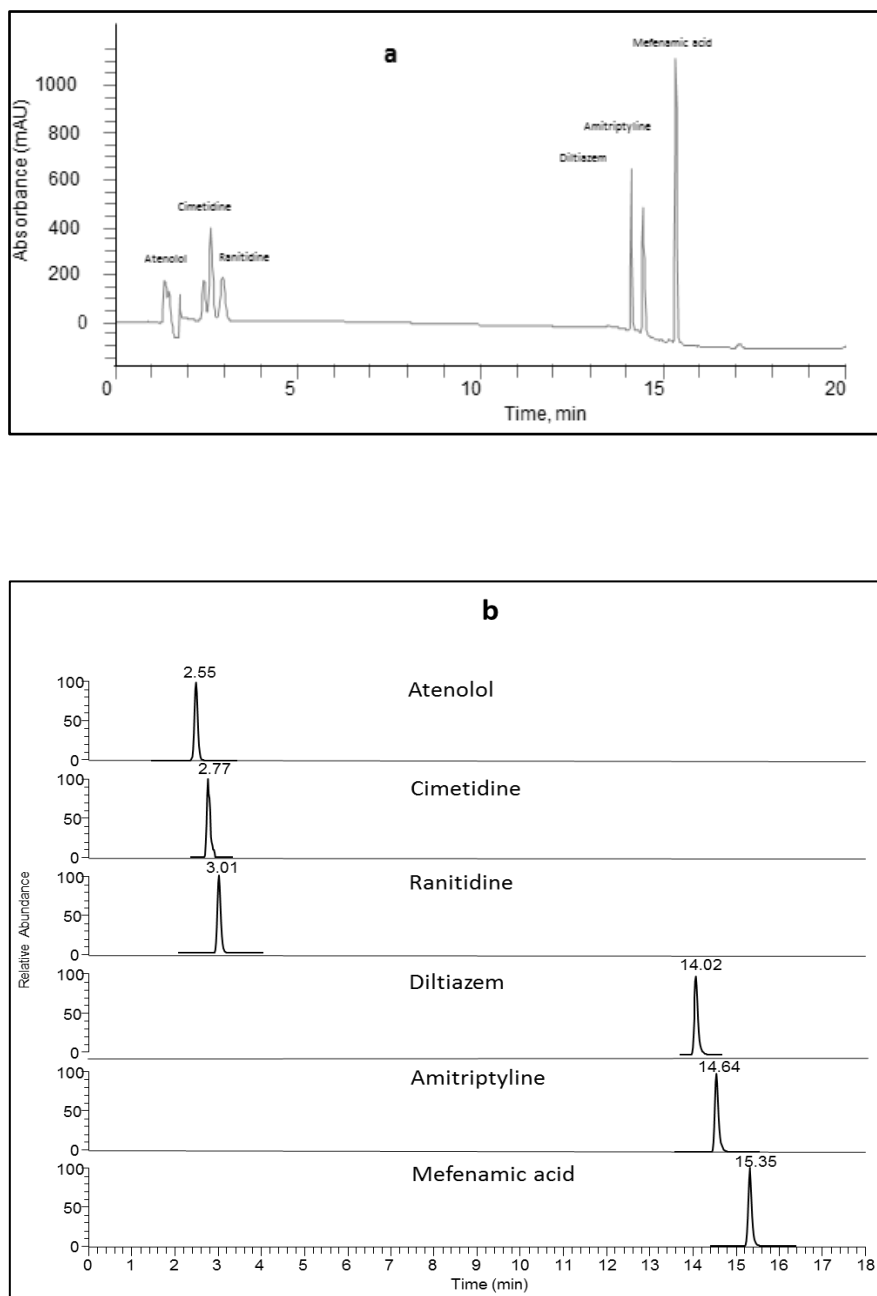 a
Mefenamic acid
Amitriptyline
Diltiazem
Cimetidine
Atenolol
Ranitidine
Absorbance (mAU)
1000
800
600
400
200
0
0 5 10 15 20
Time, min
b
2.55
Atenolol
100
50
0
2.77
Cimetidine
100
50
0
3.01
Ranitidine
100
50
0
Relative Abundance
14.02
Diltiazem
100
50
0
14.64
Amitriptyline
100
50
0
15.35
Mefenamic acid
100
50
0
0 1 2 3 4 5 6 7 8 9 10 11 12 13 14 15 16 17 18
Time (min)